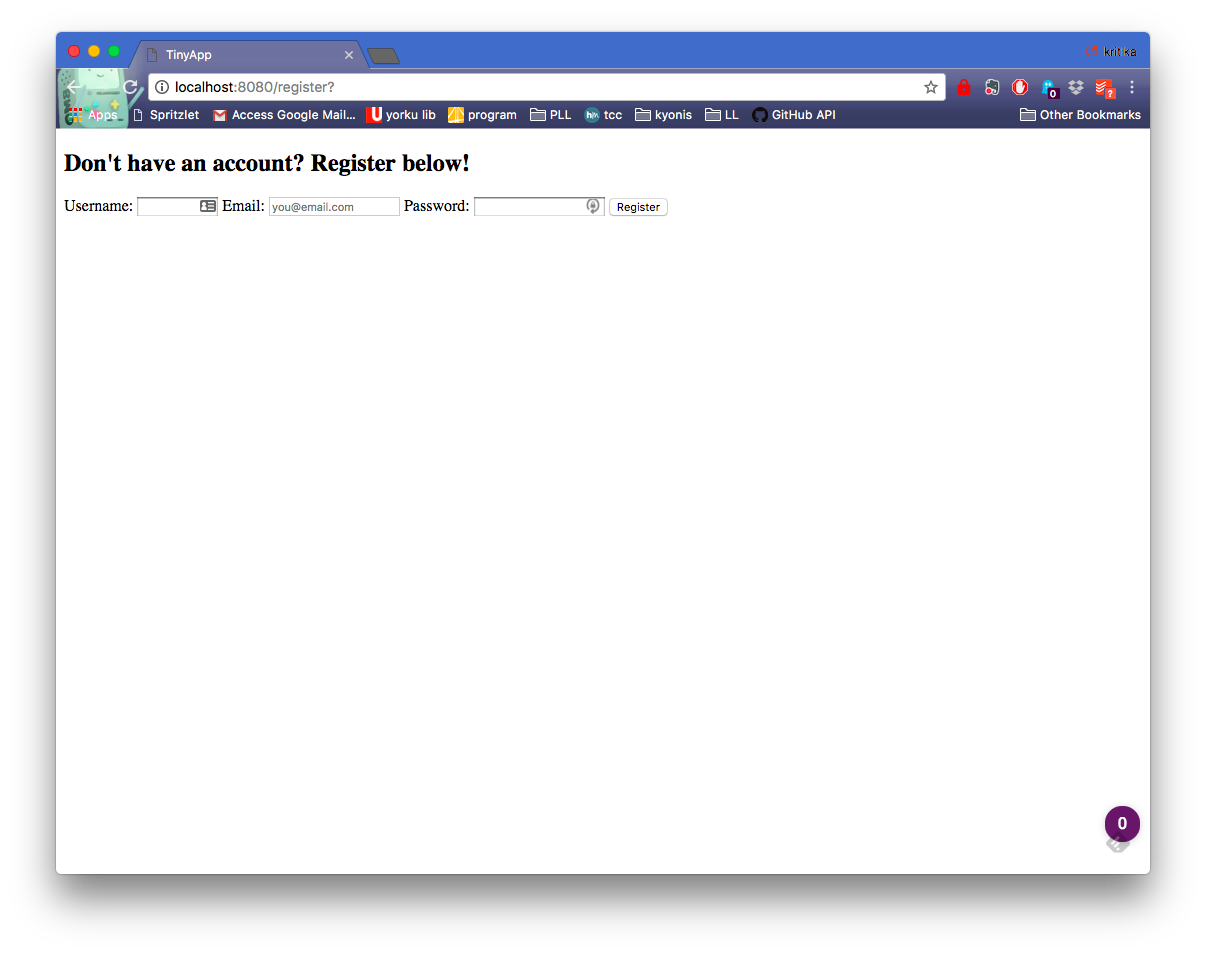 TinyApp
kritika
localhost:8080/register?
0
?
Apps Spritzlet Access Google Mail... yorku lib program PLL tcc kyonis LL GitHub API Other Bookmarks
Don't have an account? Register below!
Username: Email: you@email.com Password: Register
0